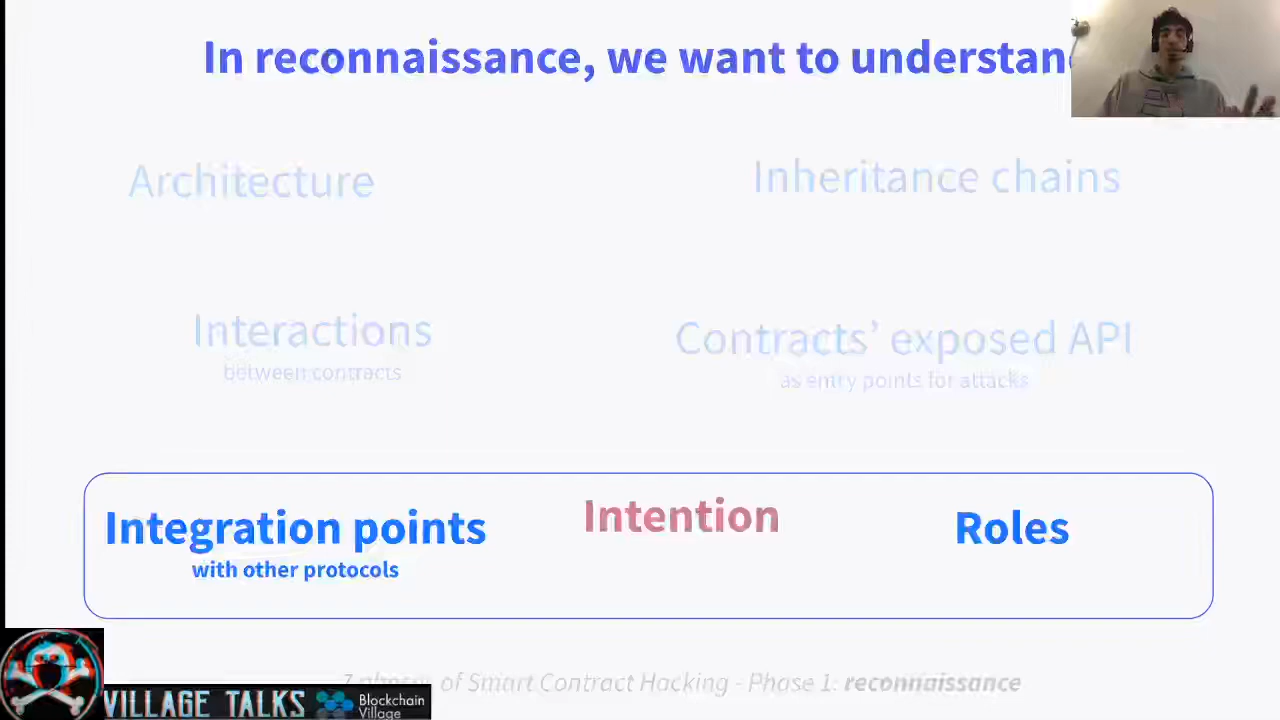 In reconnaissance, we want to understan
Architecture
Inheritance chains
Interactions
between contracts
Contracts’ exposed API
as entry points for attacks
Integration points
with other protocols
Intention
Roles
7 of Smart Contract Hacking - Phase 1: reconnaissance
VILLAGE TALKS
Blockchain
Village